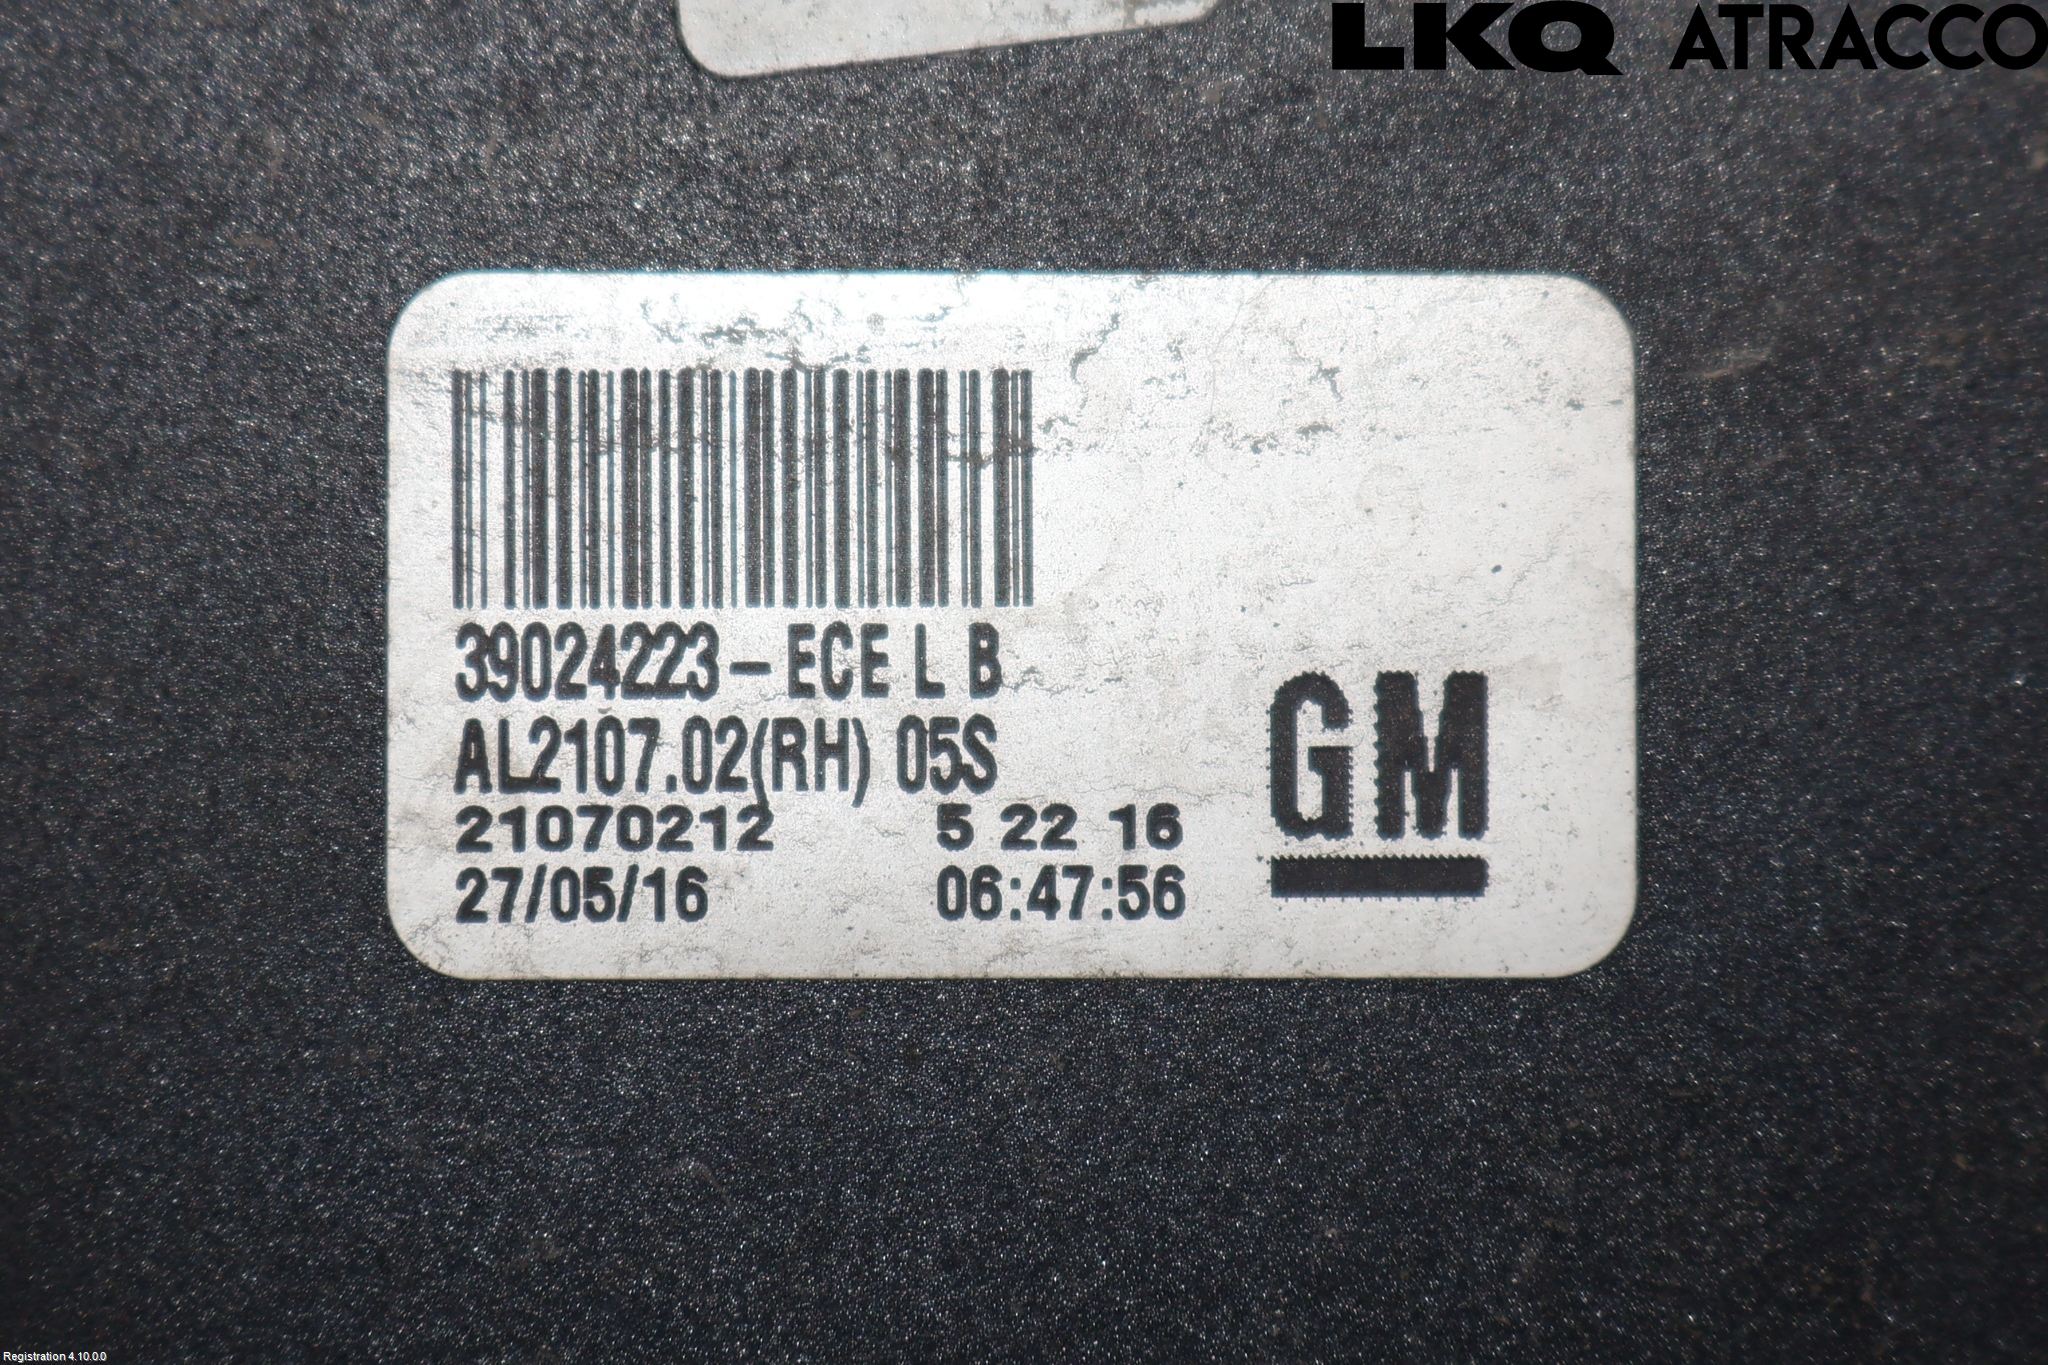 LKQ ATRACCO
39024223-ECE L B
AL2107.02(RH) 05S
21070212 5 22 16
27/05/16 06:47:56
GM
Registration 4.10.0.0